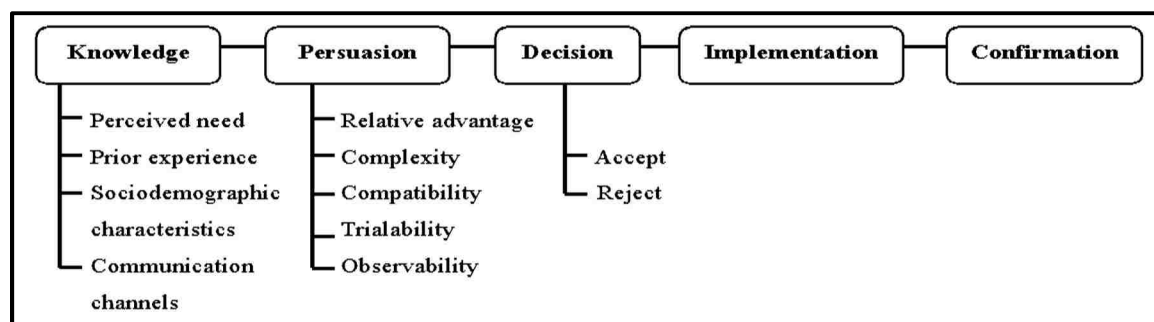 Knowledge Persuasion Decision Implementation Confirmation
Perceived need
Prior experience
Sociodemographic
characteristics
Communication
channels
Relative advantage
Complexity
Compatibility
Trialability
Observability
Accept
Reject